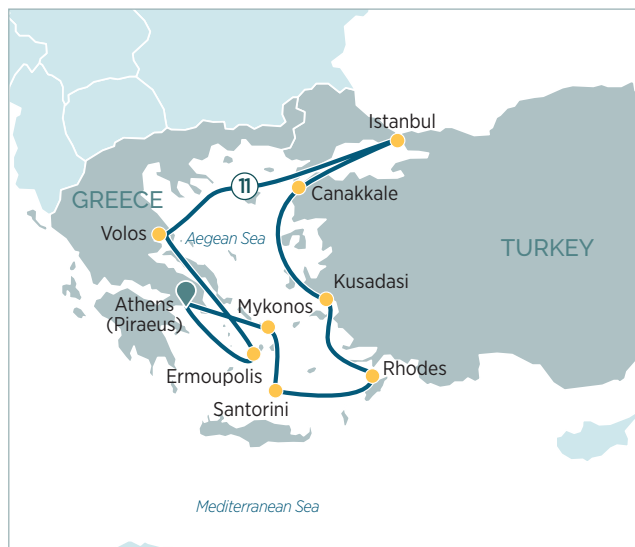 Istanbul
11
Canakkale
GREECE
Volos
Aegean Sea
TURKEY
Kusadasi
Athens
(Piraeus)
Mykonos
Rhodes
Ermoupolis
Santorini
Mediterranean Sea